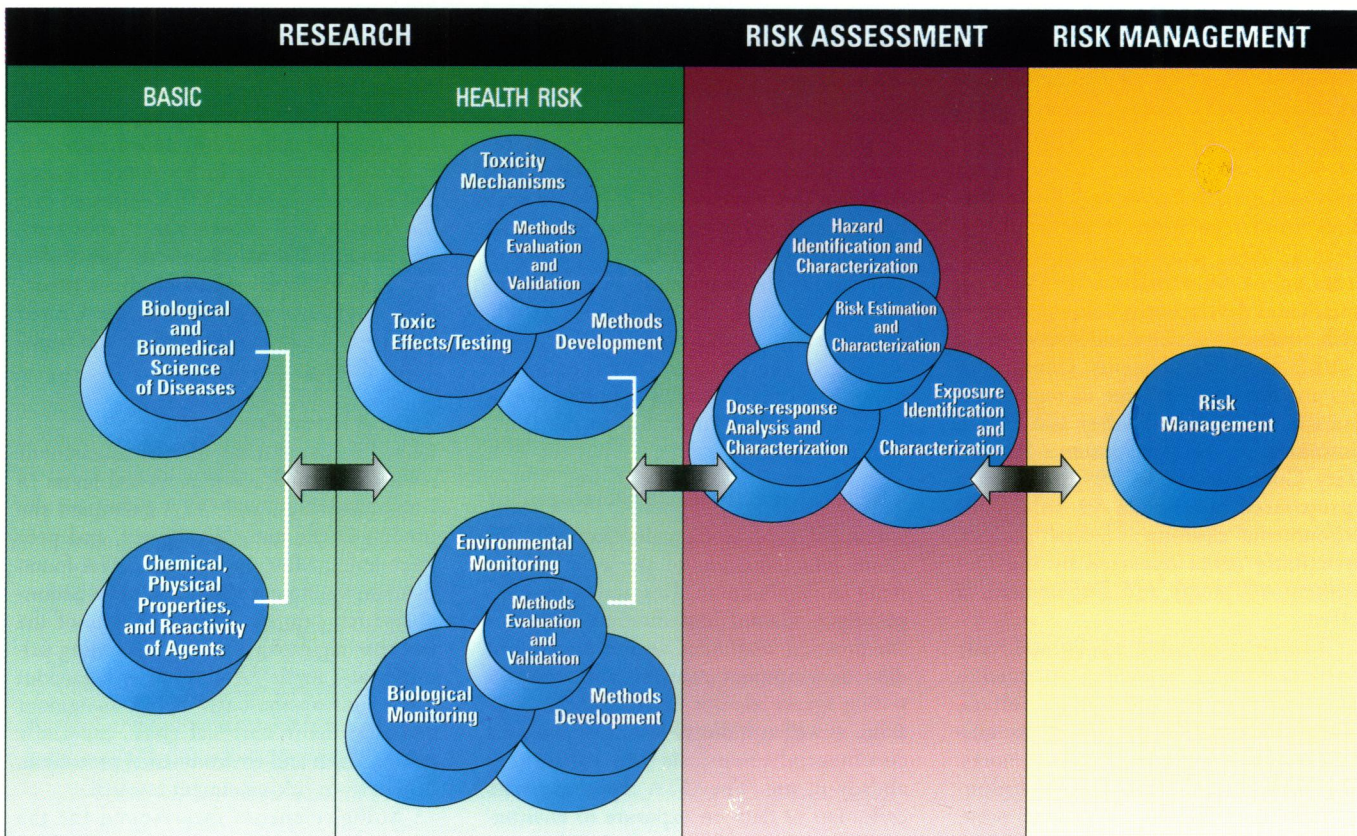 RESEARCH
RISK ASSESSMENT
RISK MANAGEMENT
BASIC
HEALTH RISK
Biological
and
Biomedical
Science
of Diseases
Chemical,
Physical
Properties,
and Reactivity
of Agents
Toxicity
Mechanisms
Methods
Evaluation
and
Validation
Toxic
Effects/Testing
Methods
Development
Environmental
Monitoring
Methods
Evaluation
and
Validation
Biological
Monitoring
Methods
Development
Hazard
Identification and
Characterization
Risk Estimation
and
Characterization
Dose-response
Analysis and
Characterization
Exposure
Identification
and
Characterization
Risk
Management